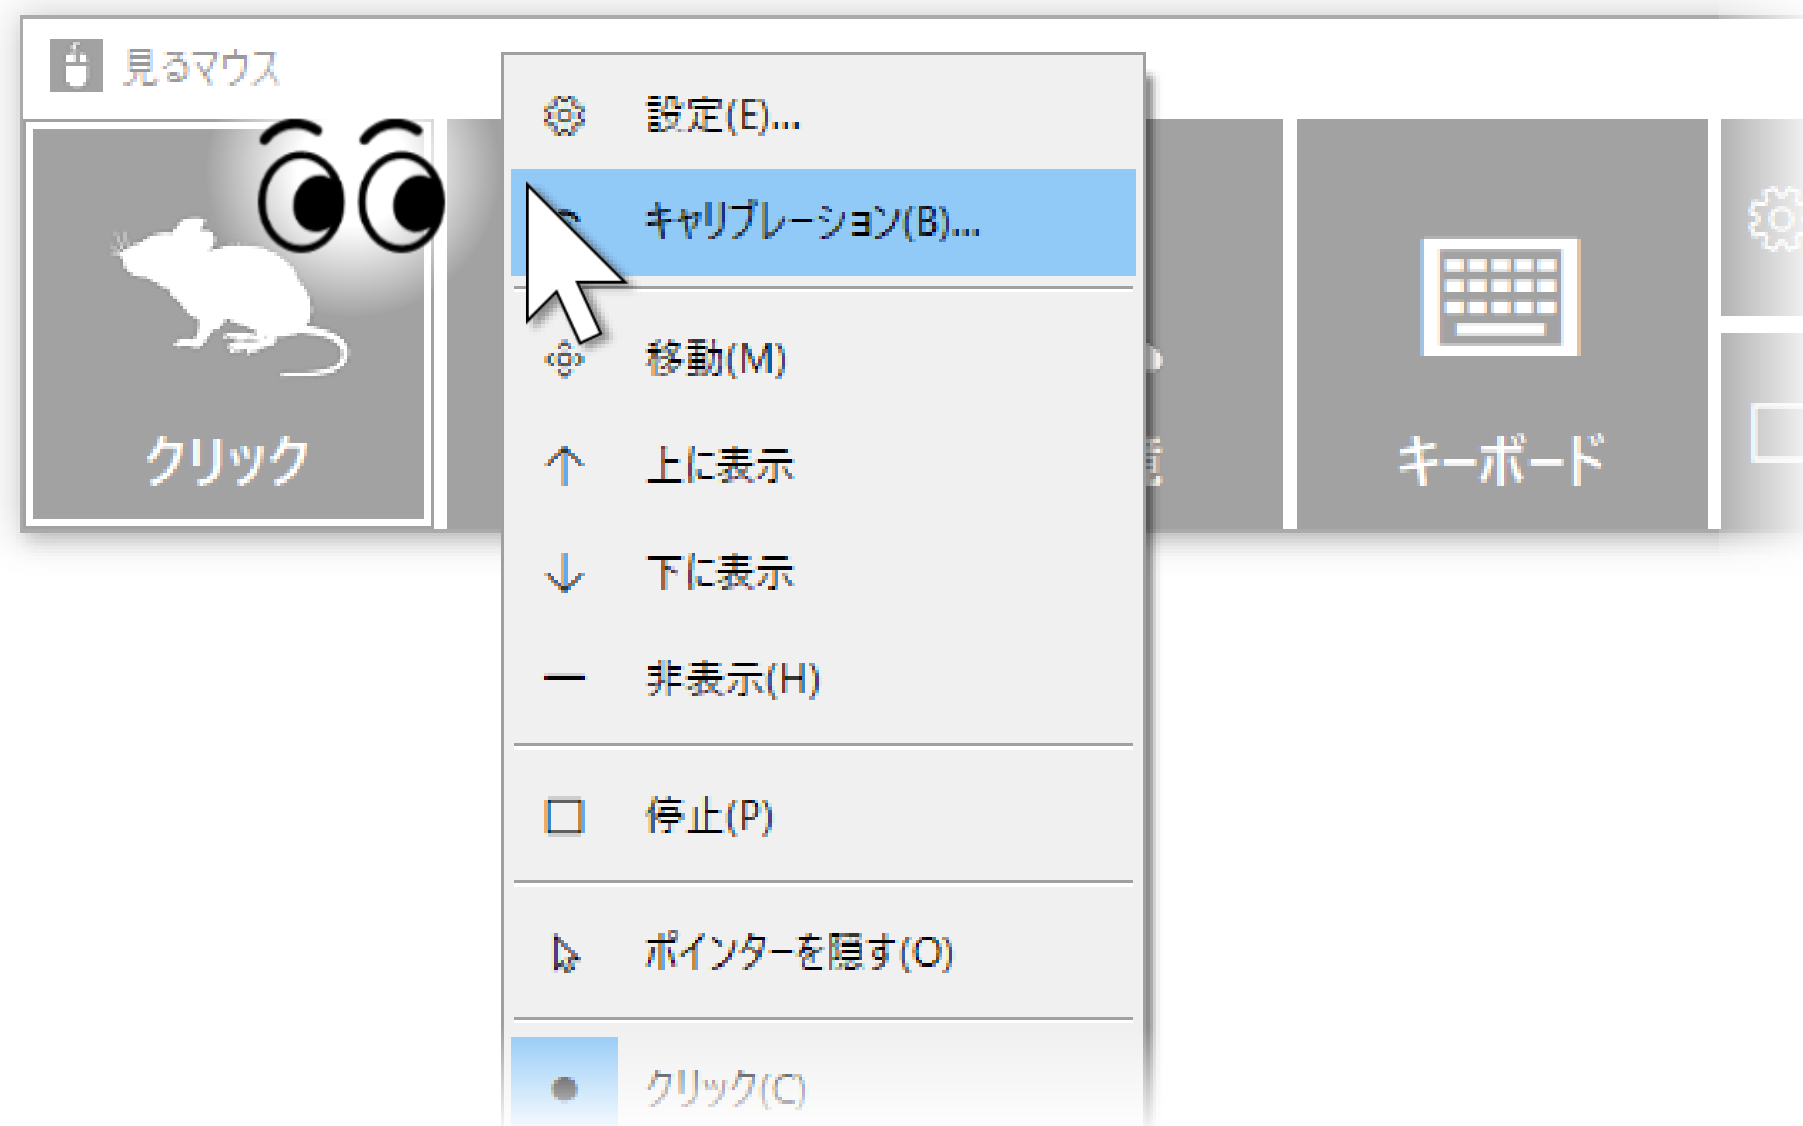 見るマウス
設定(E)...
キャリブレーション(B)...
移動(M)
上に表示
下に表示
非表示(H)
停止(P)
ポインターを隠す(O)
クリック(C)
クリック
キーボード